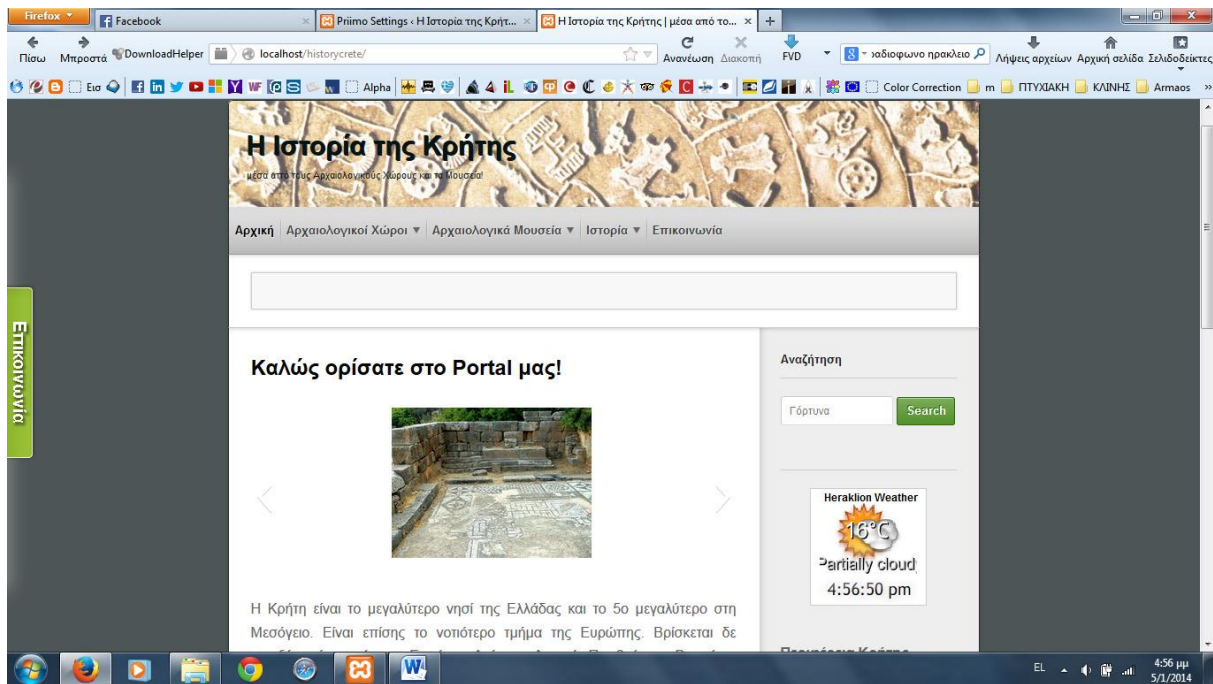 Firefox
Facebook
Priimo Settings ‹ Η Ιστορία της Κρήτ...
Η Ιστορία της Κρήτης | μέσα από το...
Πίσω
Μπροστά
DownloadHelper
localhost/historycrete/
Ανανέωση
Διακοπή
FVD
Λήψεις αρχείων
Αρχική σελίδα
Σελιδοδείκτες
Alpha
Color Correction
m
ΠΤΥΧΙΑΚΗ
ΚΛΙΝΗΣ
Armaos
Η Ιστορία της Κρήτης
μέσα από τους Αρχαιολογικούς Χώρους και τα Μουσεία!
Αρχική
Αρχαιολογικοί Χώροι
Αρχαιολογικά Μουσεία
Ιστορία
Επικοινωνία
Επικοινωνία
Καλώς ορίσατε στο Portal μας!
Η Κρήτη είναι το μεγαλύτερο νησί της Ελλάδας και το 5ο μεγαλύτερο στη
Μεσόγειο. Είναι επίσης το νοτιότερο τμήμα της Ευρώπης. Βρίσκεται δε
Αναζήτηση
Γόρτυνα
Search
Heraklion Weather
16°C
Partially cloud
4:56:50 pm
EL
4:56 μμ
5/1/2014